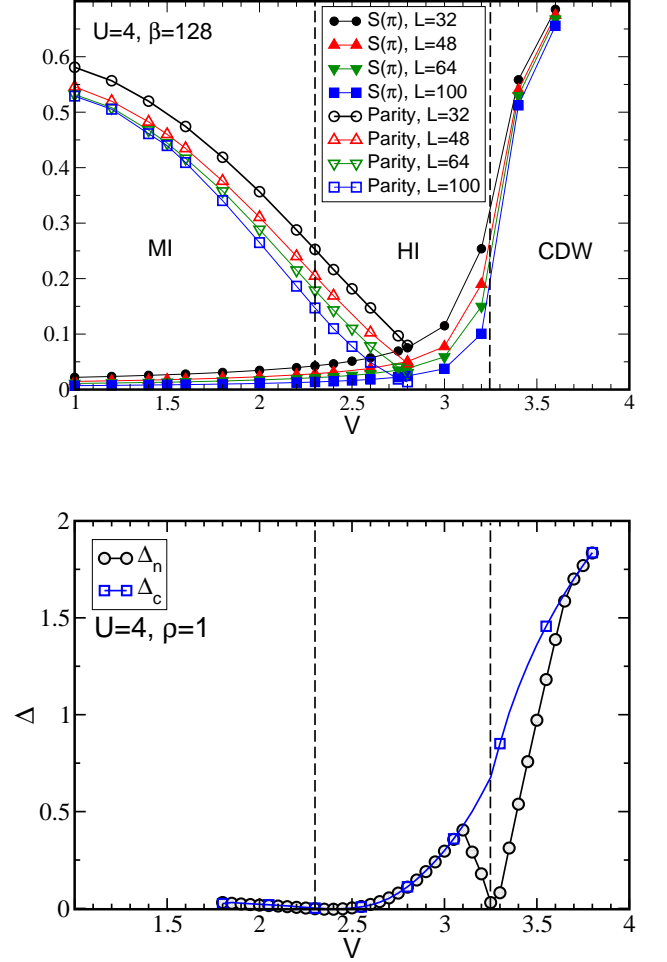 U=4, β=128
S(π), L=32
S(π), L=48
S(π), L=64
S(π), L=100
Parity, L=32
Parity, L=48
Parity, L=64
Parity, L=100
MI
HI
CDW
0.6
0.5
0.4
0.3
0.2
0.1
0
1
1.5
2
2.5
3
3.5
4
V
Δn
Δc
U=4, ρ=1
2
1.75
1
0.5
0
Δ
1.5
2
2.5
3
3.5
4
V